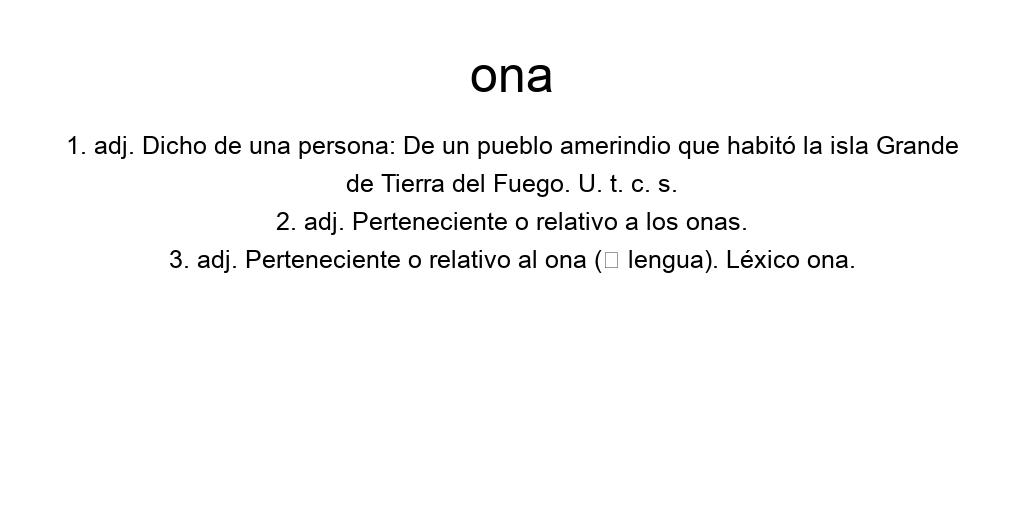 ona
1. adj. Dicho de una persona: De un pueblo amerindio que habitó la isla Grande
de Tierra del Fuego. U. t. c. s.
2. adj. Perteneciente o relativo a los onas.
3. adj. Perteneciente o relativo al ona (□ lengua). Léxico ona.